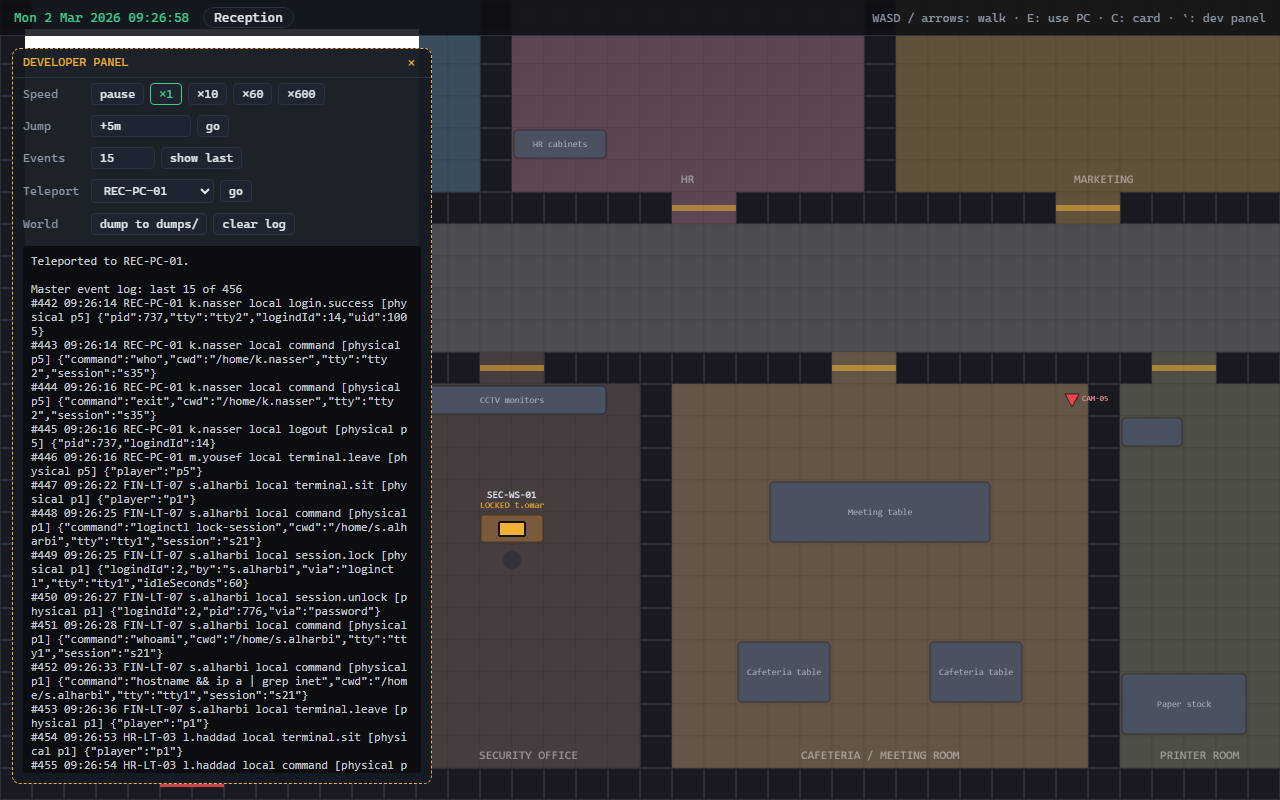 Mon 2 Mar 2026 09:26:58
Reception
WASD / arrows: walk · E: use PC · C: card · `: dev panel
DEVELOPER PANEL
×
Speed pause ×1 ×10 ×60 ×600
Jump +5m go
Events 15 show last
Teleport REC-PC-01 go
World dump to dumps/ clear log
Teleported to REC-PC-01.
Master event log: last 15 of 456
#442 09:26:14 REC-PC-01 k.nasser local login.success [phy
sical p5] {"pid":737,"tty":"tty2","logindId":14,"uid":100
5}
#443 09:26:14 REC-PC-01 k.nasser local command [physical
p5] {"command":"who","cwd":"/home/k.nasser","tty":"tty
2","session":"s35"}
#444 09:26:16 REC-PC-01 k.nasser local command [physical
p5] {"command":"exit","cwd":"/home/k.nasser","tty":"tty
2","session":"s35"}
#445 09:26:16 REC-PC-01 k.nasser local logout [physical p
5] {"pid":737,"logindId":14}
#446 09:26:16 REC-PC-01 m.yousef local terminal.leave [ph
ysical p5] {"player":"p5"}
#447 09:26:22 FIN-LT-07 s.alharbi local terminal.sit [phy
sical p1] {"player":"p1"}
#448 09:26:25 FIN-LT-07 s.alharbi local command [physical
p1] {"command":"loginctl lock-session","cwd":"/home/s.alh
arbi","tty":"tty1","session":"s21"}
#449 09:26:25 FIN-LT-07 s.alharbi local session.lock [phy
sical p1] {"logindId":2,"by":"s.alharbi","via":"loginct
l","tty":"tty1","idleSeconds":60}
#450 09:26:27 FIN-LT-07 s.alharbi local session.unlock [p
hysical p1] {"logindId":2,"pid":776,"via":"password"}
#451 09:26:28 FIN-LT-07 s.alharbi local command [physical
p1] {"command":"whoami","cwd":"/home/s.alharbi","tty":"tt
y1","session":"s21"}
#452 09:26:33 FIN-LT-07 s.alharbi local command [physical
p1] {"command":"hostname && ip a | grep inet","cwd":"/hom
e/s.alharbi","tty":"tty1","session":"s21"}
#453 09:26:36 FIN-LT-07 s.alharbi local terminal.leave [p
hysical p1] {"player":"p1"}
#454 09:26:53 HR-LT-03 l.haddad local terminal.sit [physi
cal p1] {"player":"p1"}
#455 09:26:54 HR-LT-03 l.haddad local command [physical p
HR cabinets
HR
MARKETING
CCTV monitors
CAM-05
SEC-WS-01
LOCKED t.omar
Meeting table
Cafeteria table
Cafeteria table
Paper stock
SECURITY OFFICE
CAFETERIA / MEETING ROOM
PRINTER ROOM